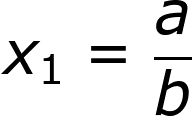 x₁ = a/b